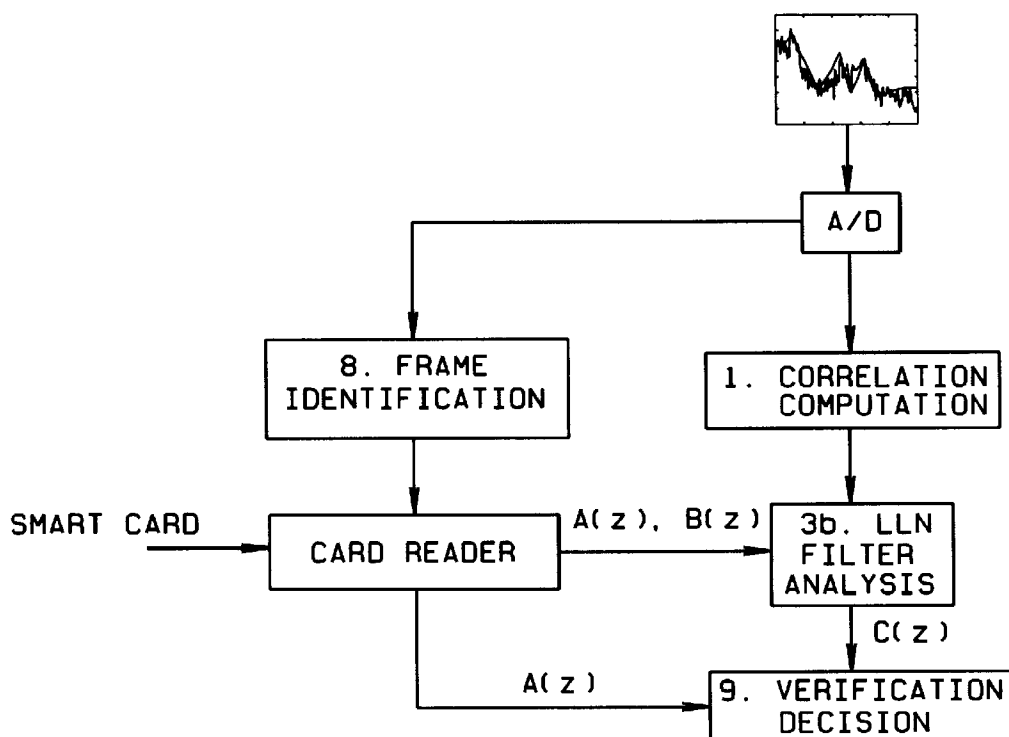 A/D
8. FRAME
IDENTIFICATION
1. CORRELATION
COMPUTATION
SMART CARD
CARD READER
A(z), B(z)
3b. LLN
FILTER
ANALYSIS
C(z)
A(z)
9. VERIFICATION
DECISION